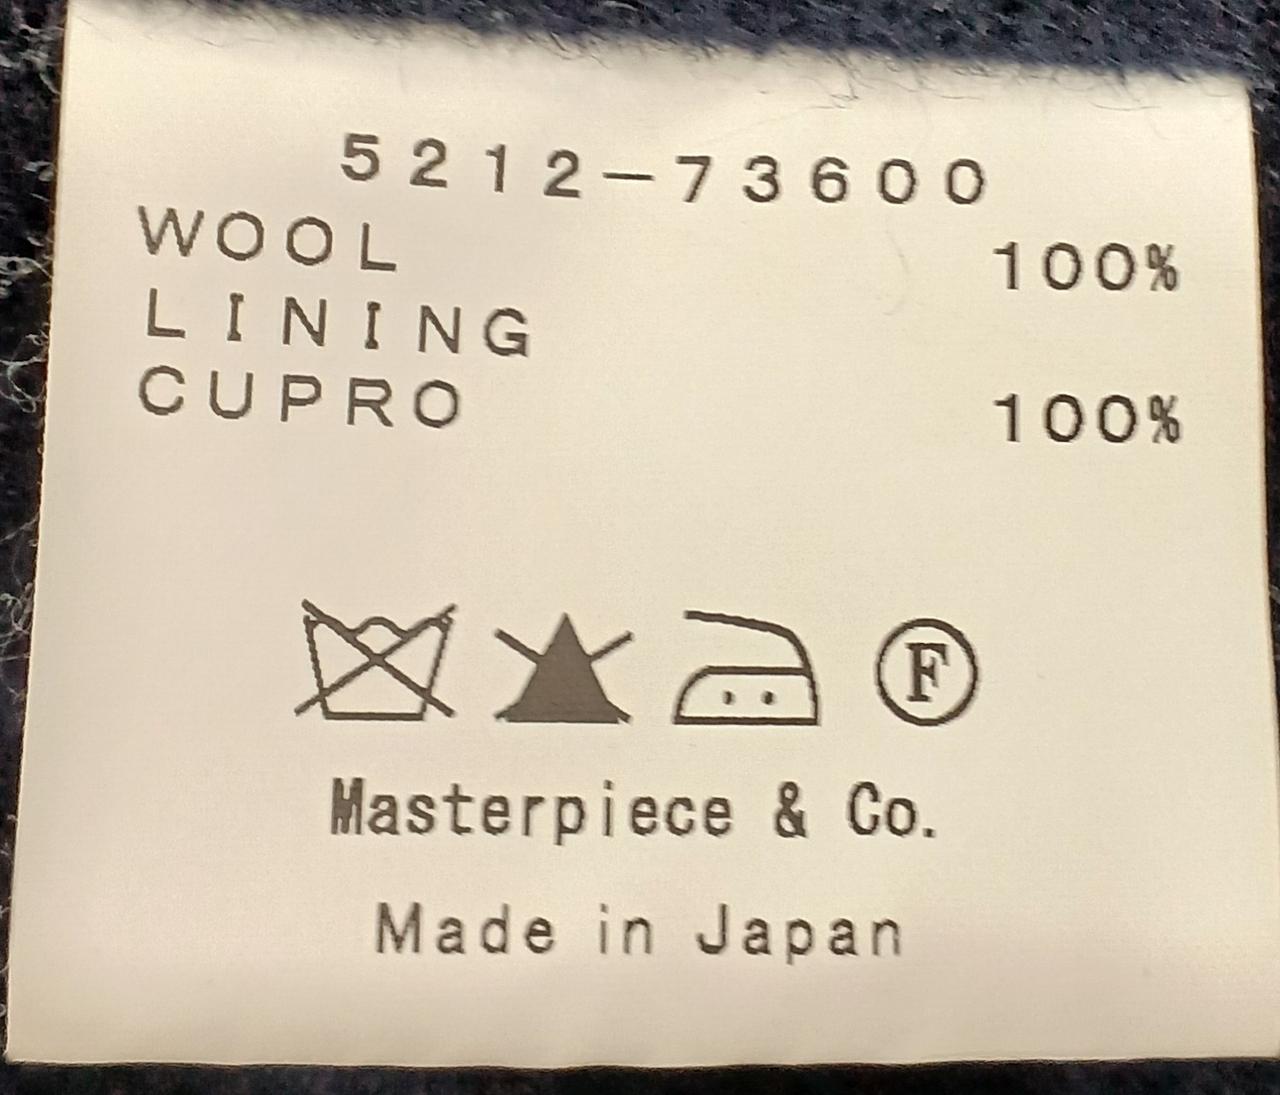 5212-73600
WOOL 100%
LINING
CUPRO 100%
F
Masterpiece & Co.
Made in Japan